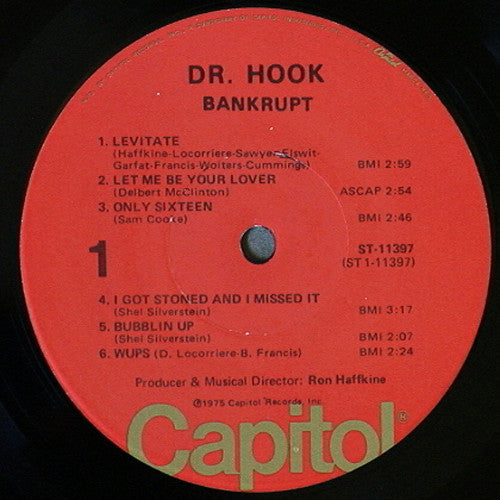 DR. HOOK
BANKRUPT
1. LEVITATE
(Haffkine-Locorriere-Sawyer-Elswit-
Garfat-Francis-Wolters-Cummings) BMI 2:59
2. LET ME BE YOUR LOVER
(Delbert McClinton) ASCAP 2:54
3. ONLY SIXTEEN
(Sam Cooke) BMI 2:46
1
ST-11397
(ST 1-11397)
4. I GOT STONED AND I MISSED IT
(Shel Silverstein) BMI 3:17
5. BUBBLIN UP
(Shel Silverstein) BMI 2:07
6. WUPS (D. Locorriere-B. Francis) BMI 2:24
Producer & Musical Director: Ron Haffkine
℗1975 Capitol Records, Inc.
Capitol®